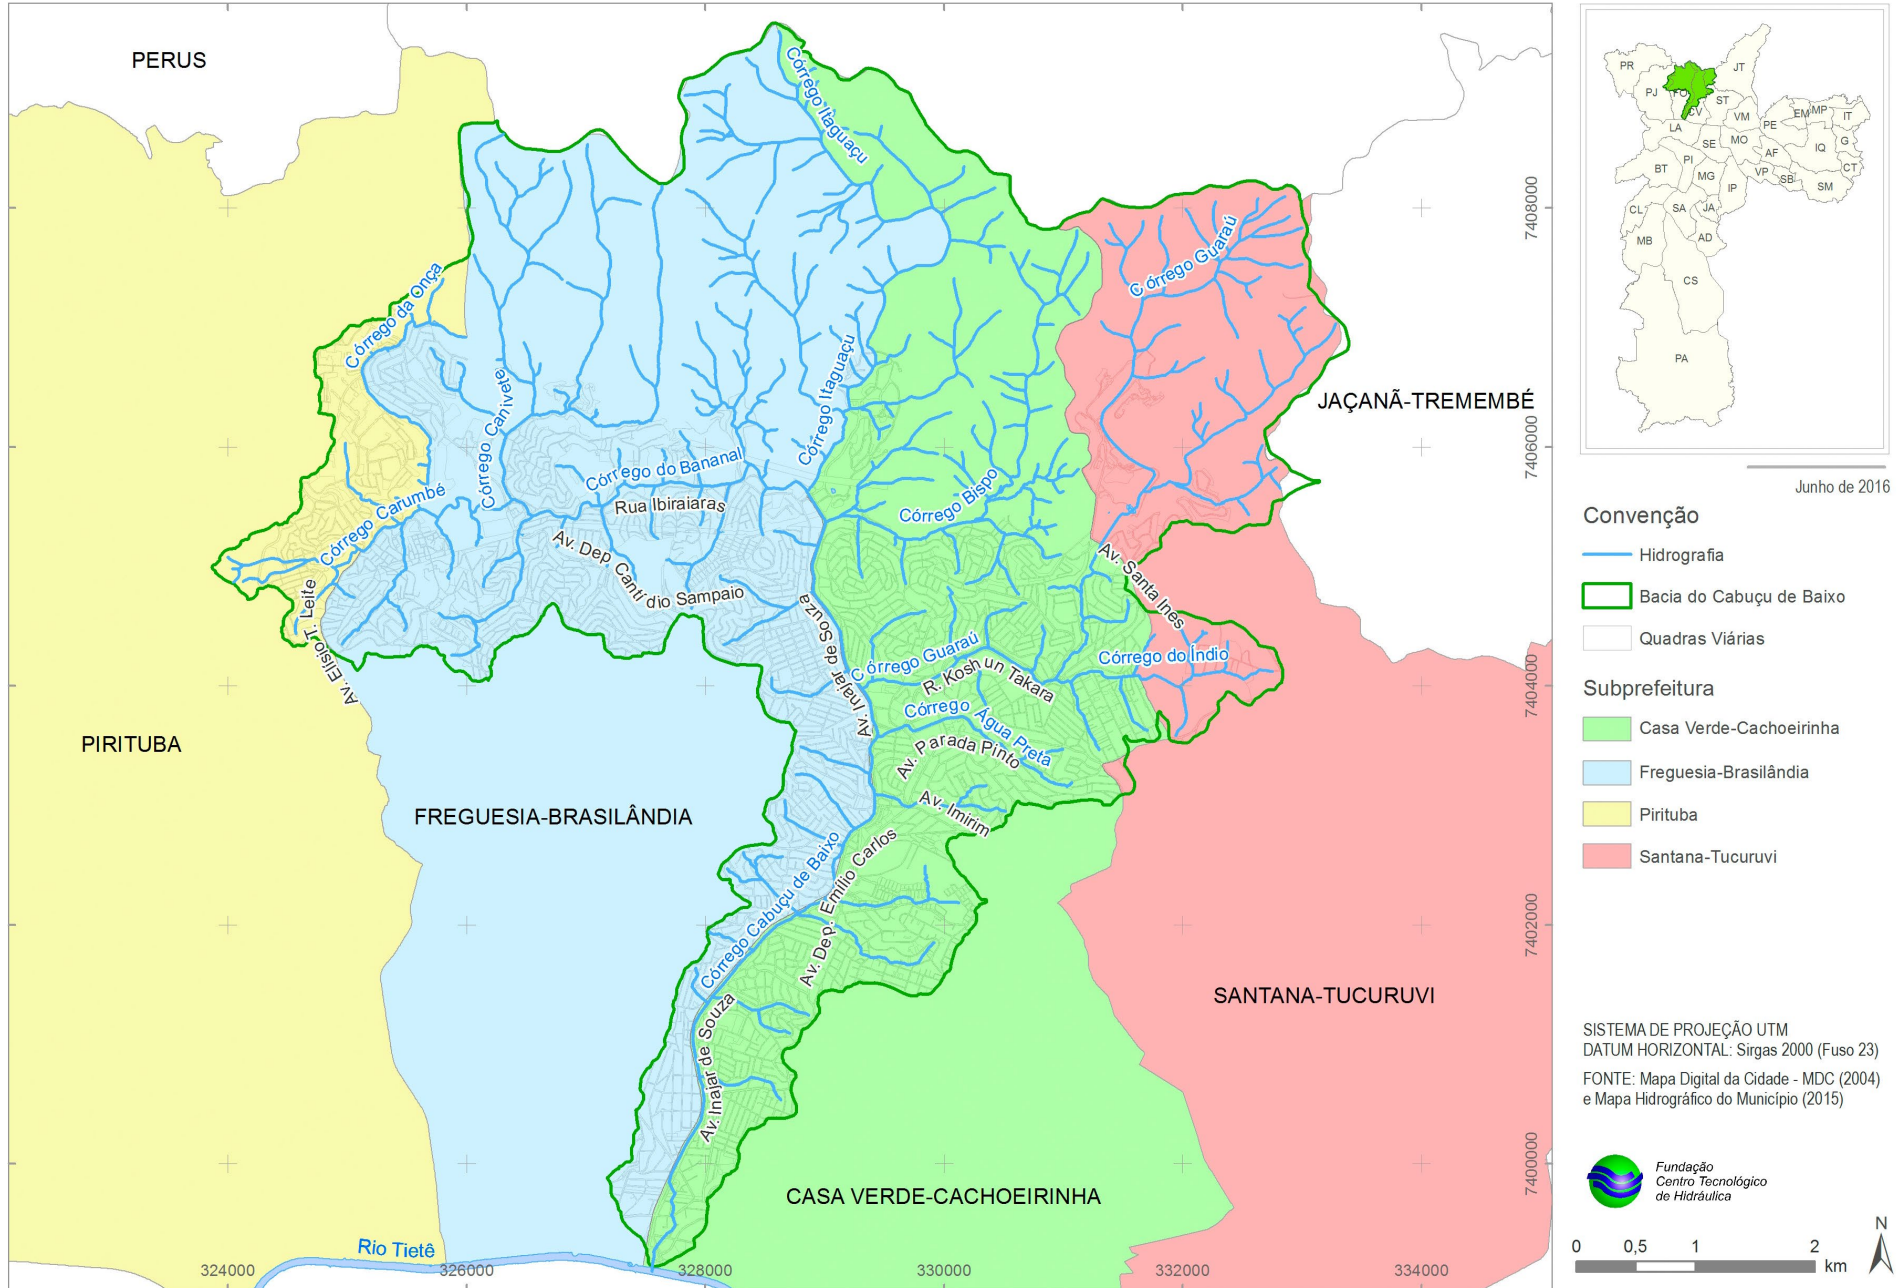 PERUS
JAÇANÃ-TREMEMBÉ
PIRITUBA
FREGUESIA-BRASILÂNDIA
SANTANA-TUCURUVI
CASA VERDE-CACHOEIRINHA
Córrego Itaguaçu
Córrego Guaraú
Córrego da Onça
Córrego Canivete
Córrego Itaguaçu
Córrego do Bananal
Rua Ibiraiaras
Córrego Bispo
Córrego Carumbé
Av. Dep. Cantídio Sampaio
Av. Elísio T. Leite
Av. Santa Ines
Av. Inajar de Souza
Córrego Guaraú
Córrego do Índio
R. Koshun Takara
Córrego Água Preta
Av. Parada Pinto
Av. Imirim
Córrego Cabuçu de Baixo
Av. Dep. Emílio Carlos
Av. Inajar de Souza
Rio Tietê
324000
326000
328000
330000
332000
334000
7408000
7406000
7404000
7402000
7400000
PR
JT
PJ
FO
CV
ST
VM
EM
MP
IT
LA
SE
MO
PE
AF
IQ
G
CT
BT
PI
MG
IP
VP
SB
SM
CL
SA
JA
MB
AD
CS
PA
Junho de 2016
Convenção
Hidrografia
Bacia do Cabuçu de Baixo
Quadras Viárias
Subprefeitura
Casa Verde-Cachoeirinha
Freguesia-Brasilândia
Pirituba
Santana-Tucuruvi
SISTEMA DE PROJEÇÃO UTM
DATUM HORIZONTAL: Sirgas 2000 (Fuso 23)
FONTE: Mapa Digital da Cidade - MDC (2004)
e Mapa Hidrográfico do Município (2015)
Fundação
Centro Tecnológico
de Hidráulica
0 0,5 1 2
km
N